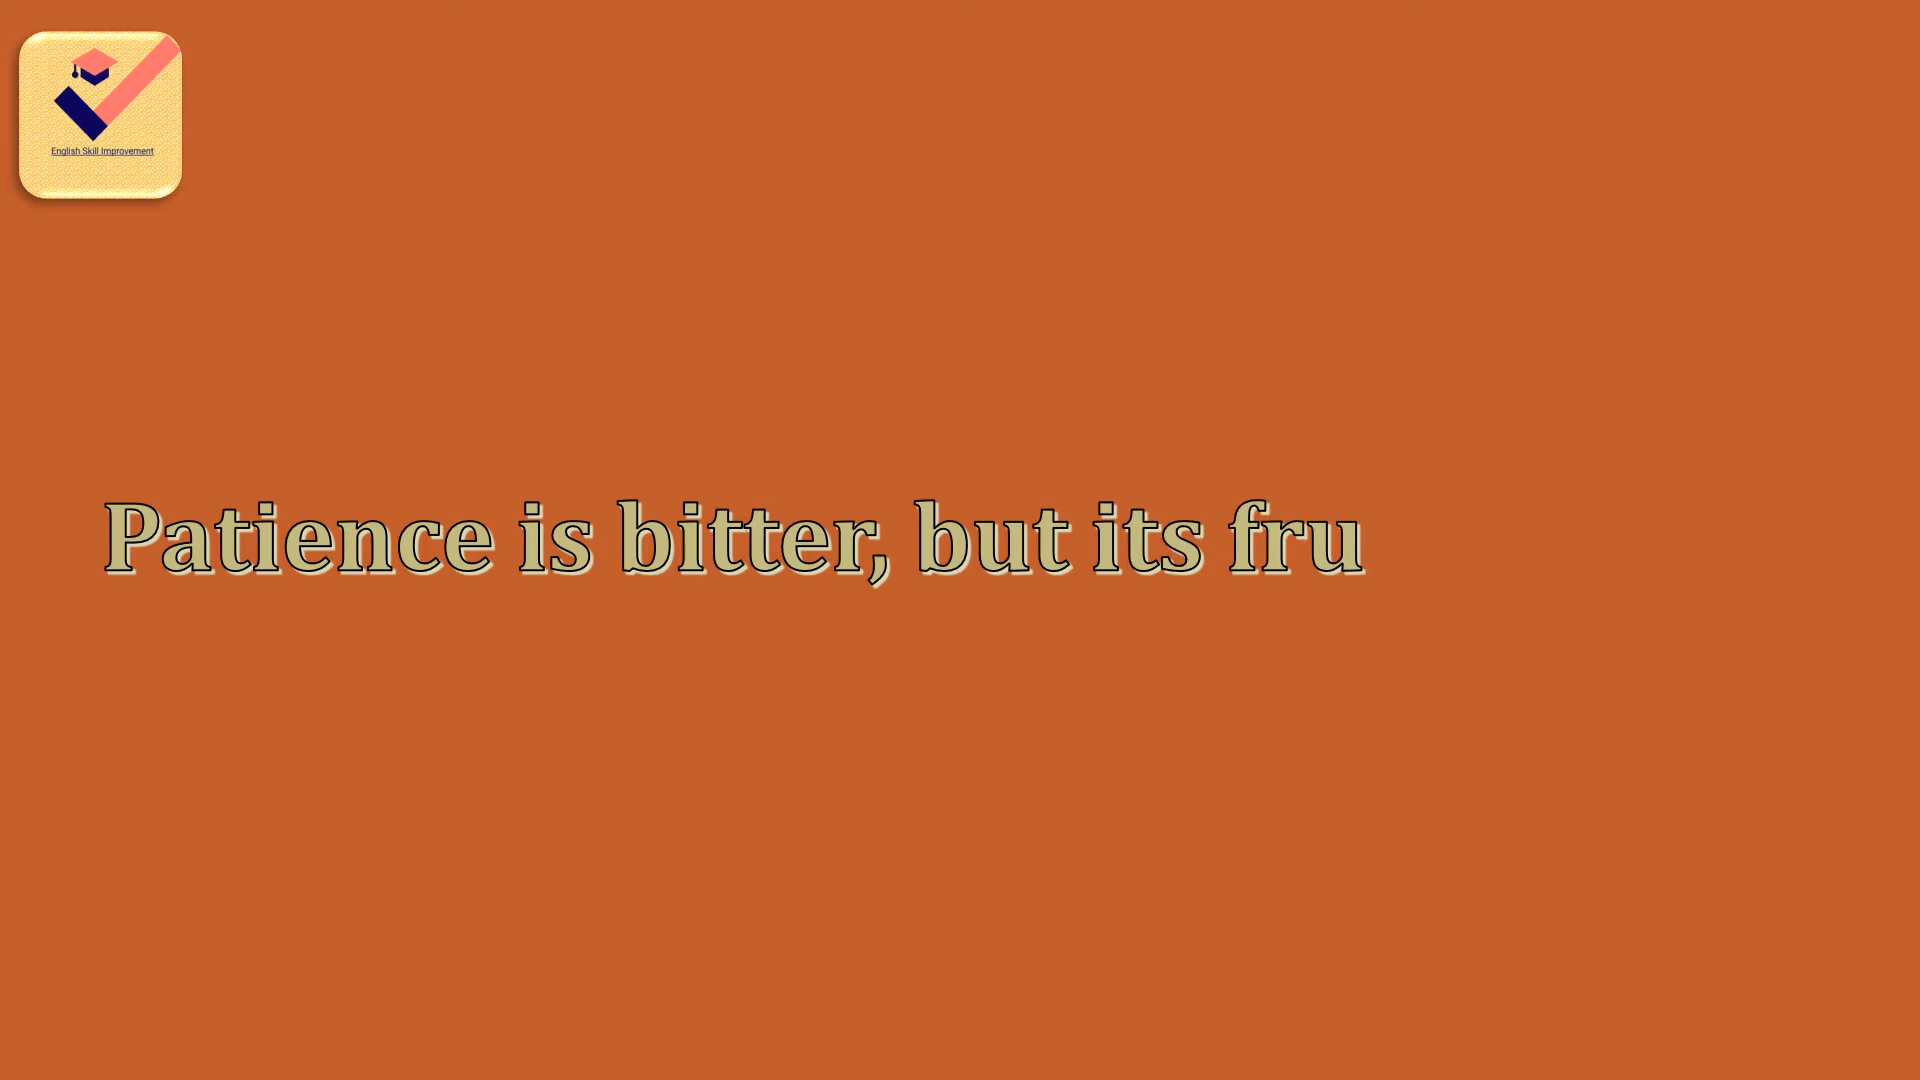 English Skill Improvement
Patience is bitter, but its fru